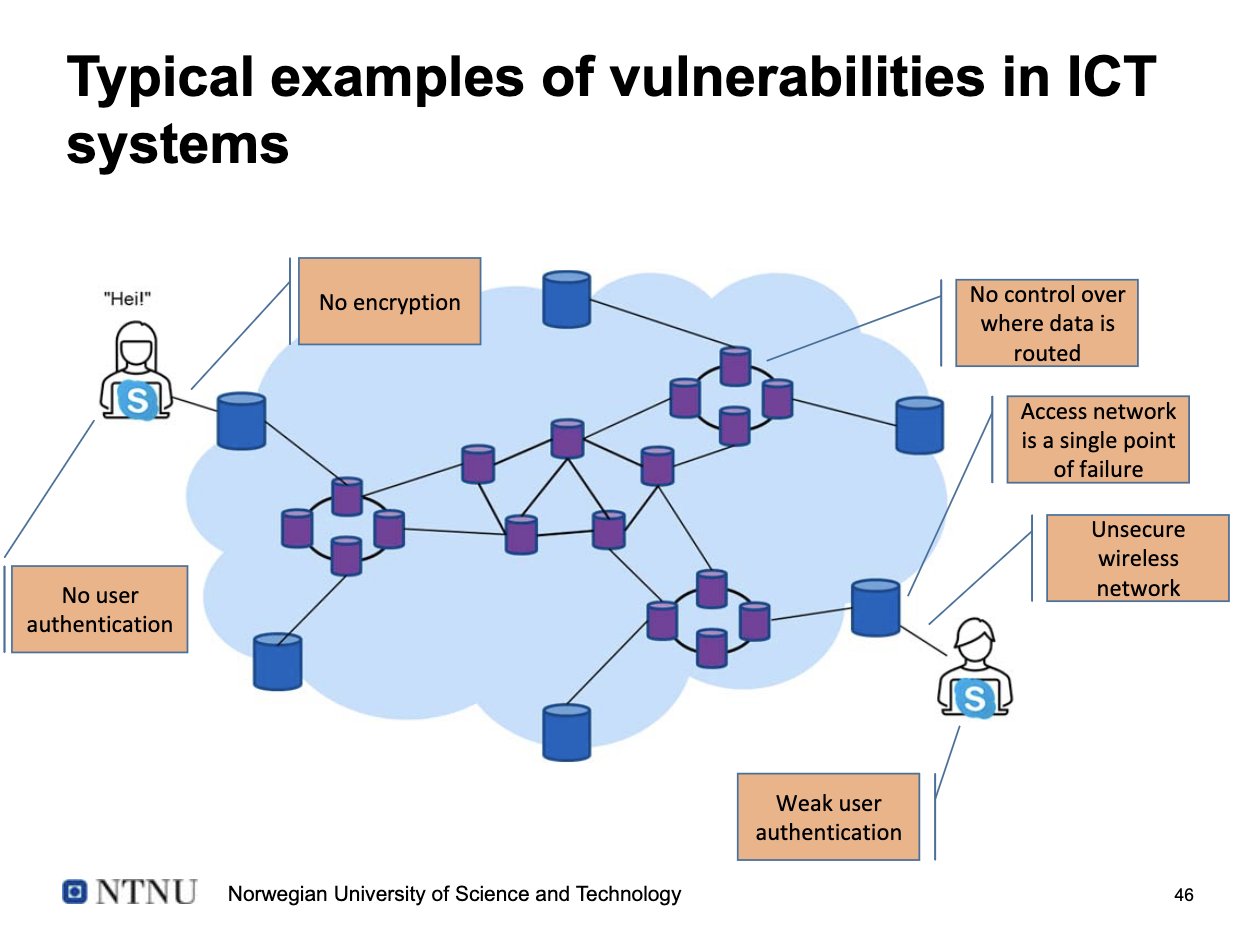 Typical examples of vulnerabilities in ICT
systems
"Hei!"
No encryption
No control over
where data is
routed
Access network
is a single point
of failure
Unsecure
wireless
network
No user
authentication
S
S
Weak user
authentication
NTNU
Norwegian University of Science and Technology
46